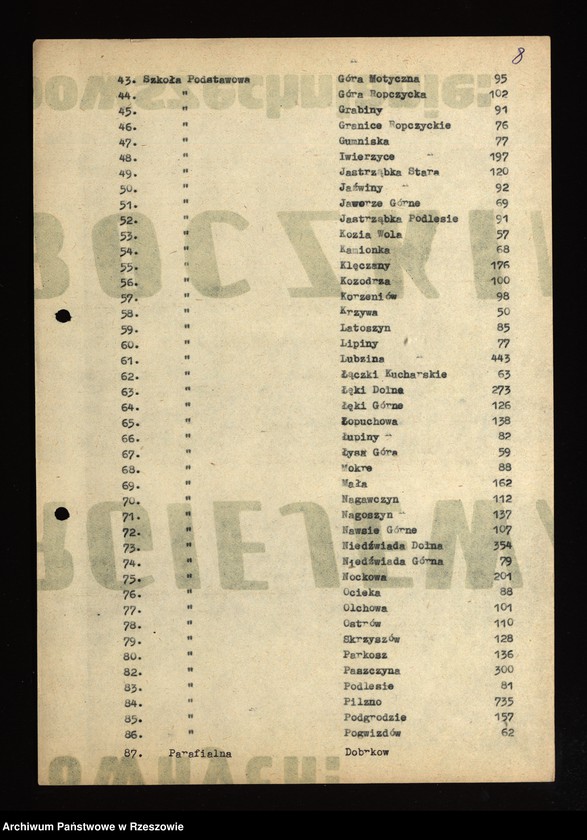 8
43. Szkoła Podstawowa Góra Motyczna 95
44. " Góra Ropczycka 102
45. " Grabiny 91
46. " Granice Ropczyckie 76
47. " Gumniska 77
48. " Iwierzyce 197
49. " Jastrząbka Stara 120
50. " Jaźwiny 92
51. " Jaworze Górne 69
52. " Jastrząbka Podlesie 91
53. " Kozia Wola 57
54. " Kamionka 68
55. " Klęczany 176
56. " Kozodrza 100
57. " Korzeniów 98
58. " Krzywa 50
59. " Latoszyn 85
60. " Lipiny 77
61. " Lubzina 443
62. " Łączki Kucharskie 63
63. " Łęki Dolne 273
64. " Łęki Górne 126
65. " Łopuchowa 138
66. " Łupiny 82
67. " Łysa Góra 59
68. " Mokre 88
69. " Mała 162
70. " Nagawczyn 112
71. " Nagoszyn 137
72. " Nawsie Górne 107
73. " Niedźwiada Dolna 354
74. " Niedźwiada Górna 79
75. " Nockowa 201
76. " Ocieka 88
77. " Olchowa 101
78. " Ostrów 110
79. " Skrzyszów 128
80. " Parkosz 136
82. " Paszczyna 300
83. " Podlesie 81
84. " Pilzno 735
85. " Podgrodzie 157
86. " Pogwizdów 62
87. Parafialna Dobrkow
Archiwum Państwowe w Rzeszowie